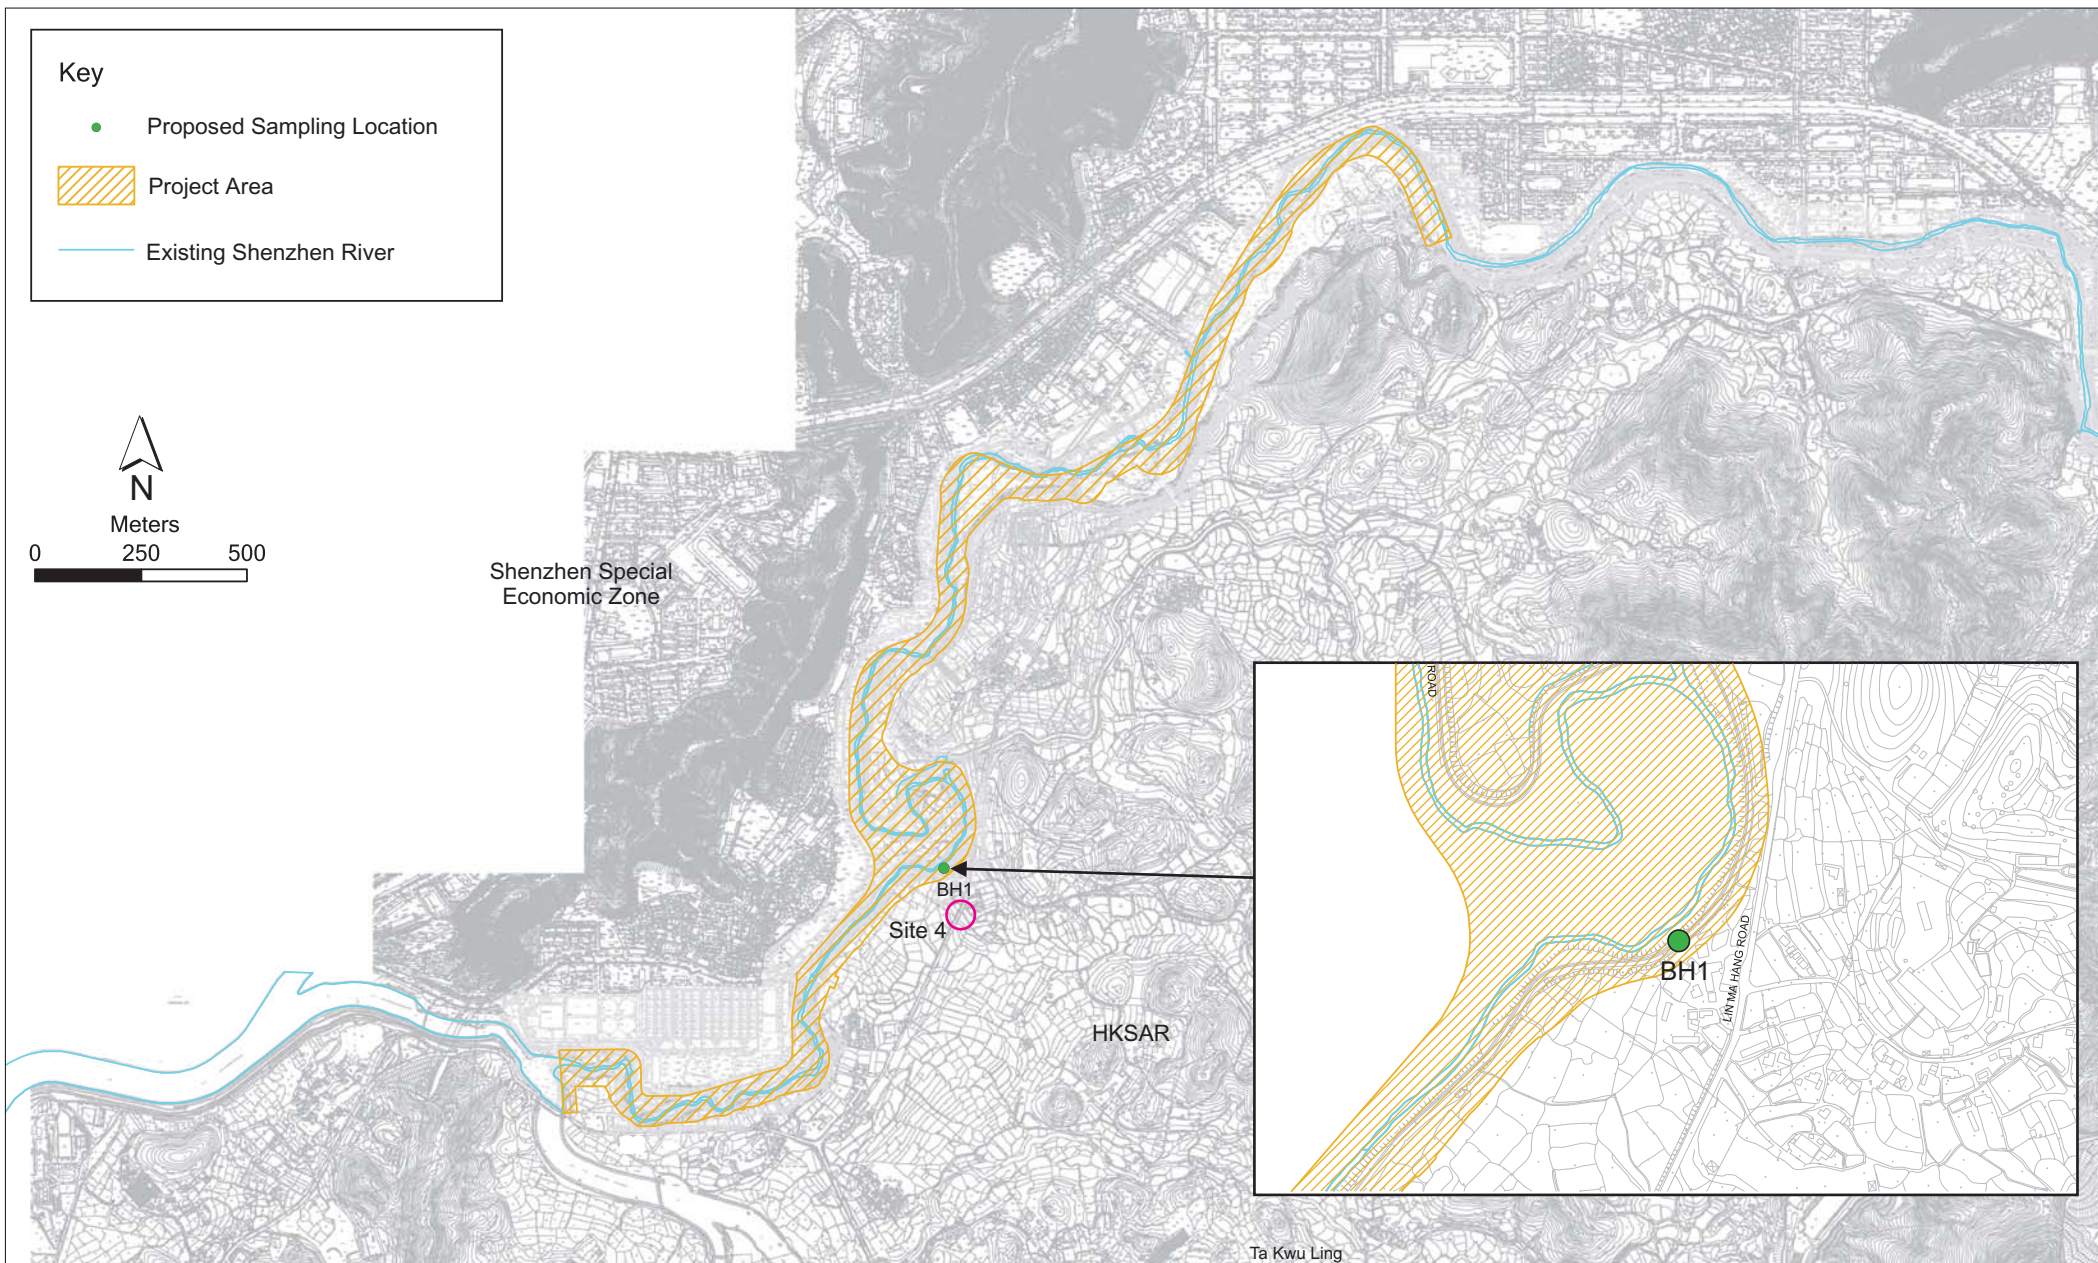 Key
Proposed Sampling Location
Project Area
Existing Shenzhen River
N
Meters
0 250 500
Shenzhen Special
Economic Zone
BH1
Site 4
HKSAR
Ta Kwu Ling
ROAD
BH1
LIN MA HANG ROAD